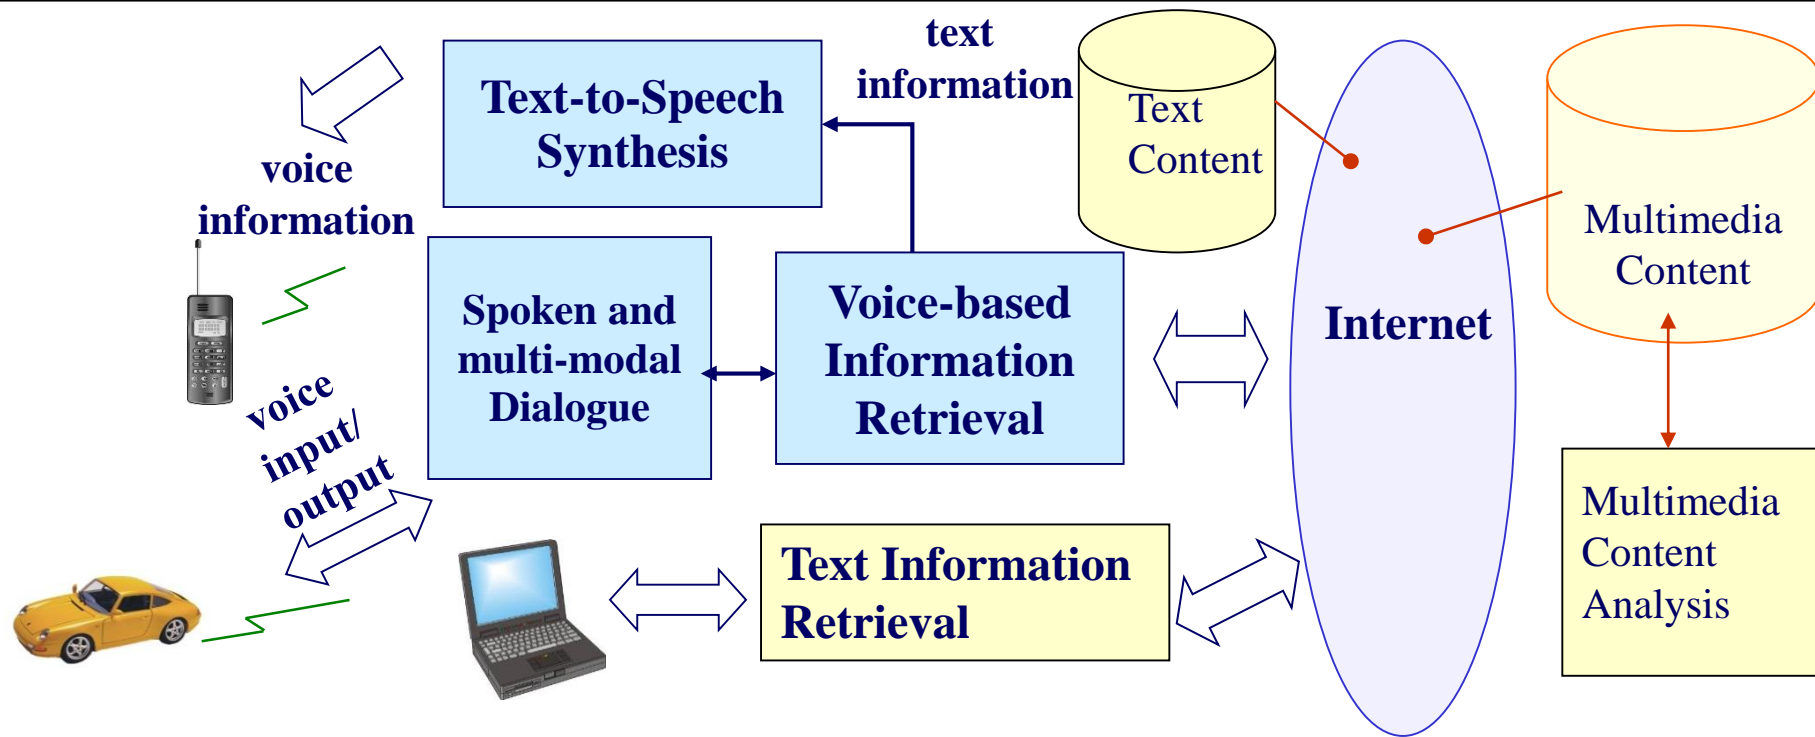 text
information
Text-to-Speech
Synthesis
Text
Content
voice
information
Multimedia
Content
Spoken and
multi-modal
Dialogue
Voice-based
Information
Retrieval
Internet
voice
input/
output
Text Information
Retrieval
Multimedia
Content
Analysis